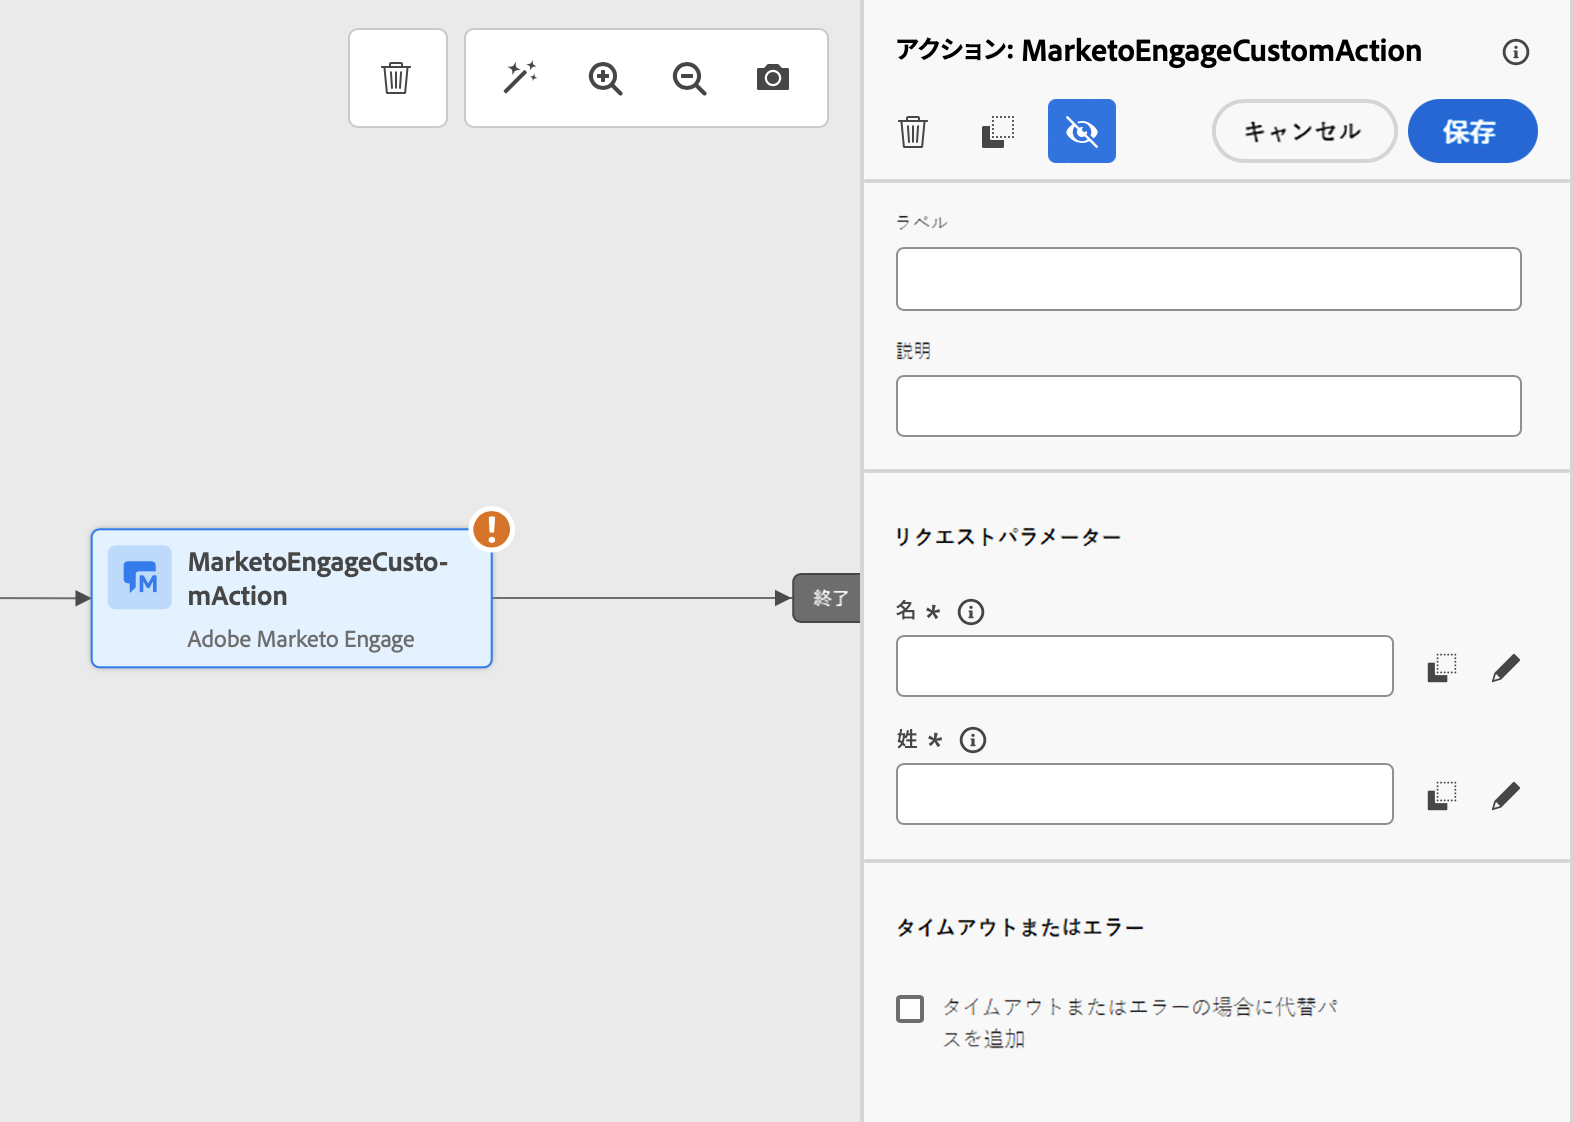 アクション: MarketoEngageCustomAction
キャンセル
保存
ラベル
説明
MarketoEngageCusto-
mAction
Adobe Marketo Engage
終了
リクエストパラメーター
名 *
姓 *
タイムアウトまたはエラー
タイムアウトまたはエラーの場合に代替パ
スを追加